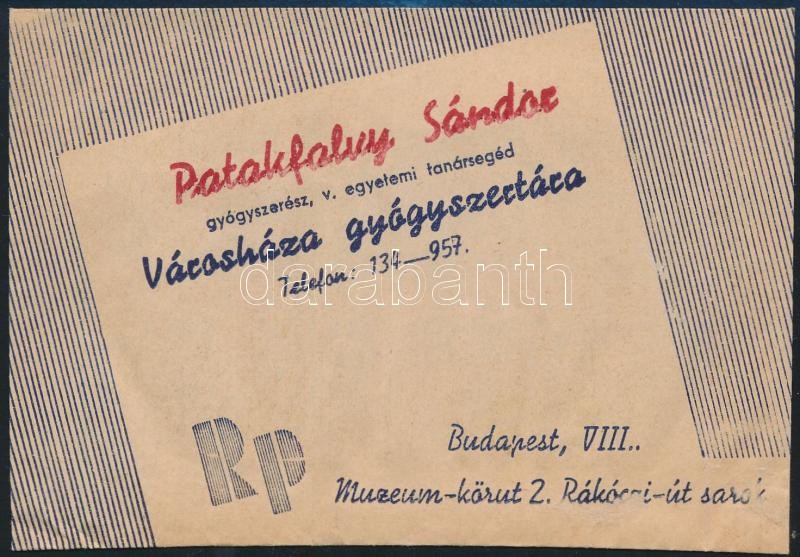 Patakfalvy Sándor
gyógyszerész, v. egyetemi tanársegéd
Városháza gyógyszertára
Telefon: 134—957.
darabanth
Rp
Budapest, VIII..
Muzeum-körut 2. Rákóczi-út sarok